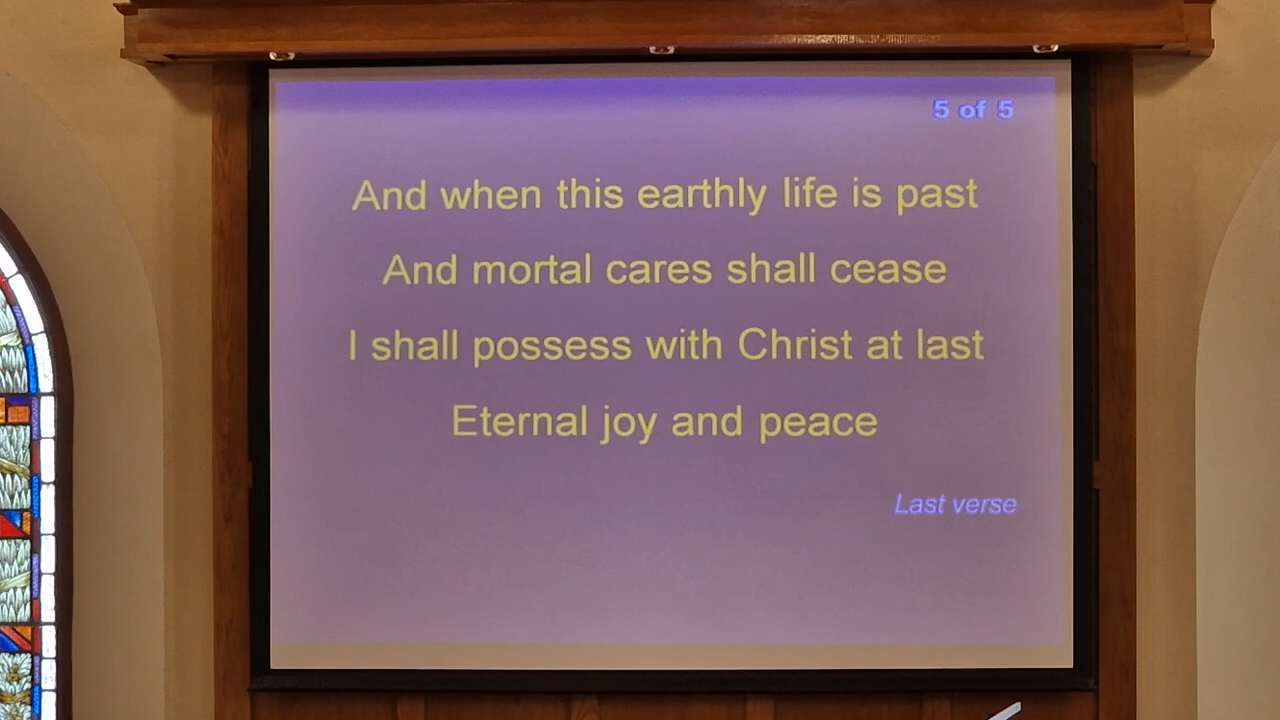 5 of 5
And when this earthly life is past
And mortal cares shall cease
I shall possess with Christ at last
Eternal joy and peace
Last verse